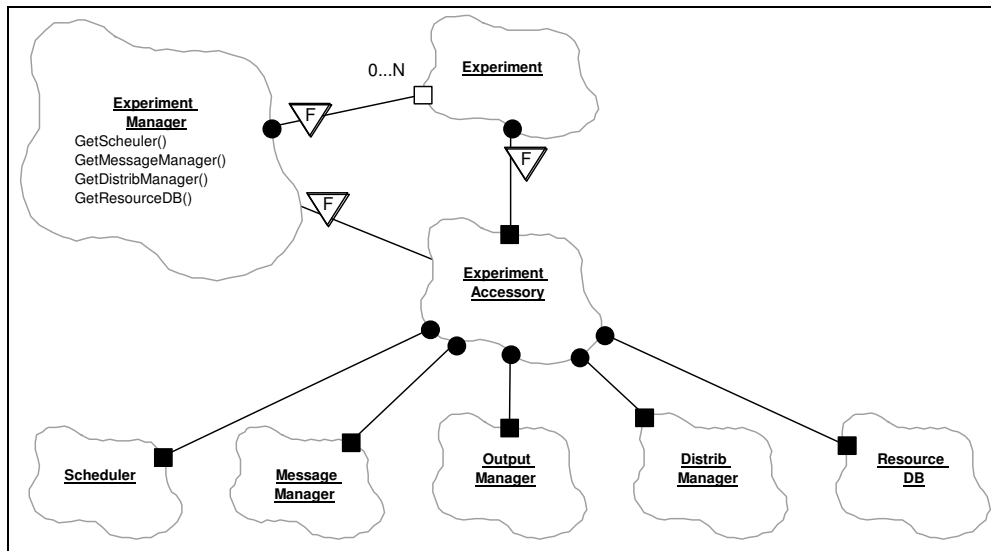 0...N
Experiment
F
Experiment
Manager
GetScheuler()
GetMessageManager()
GetDistribManager()
GetResourceDB()
F
F
Experiment
Accessory
Scheduler
Message
Manager
Output
Manager
Distrib
Manager
Resource
DB